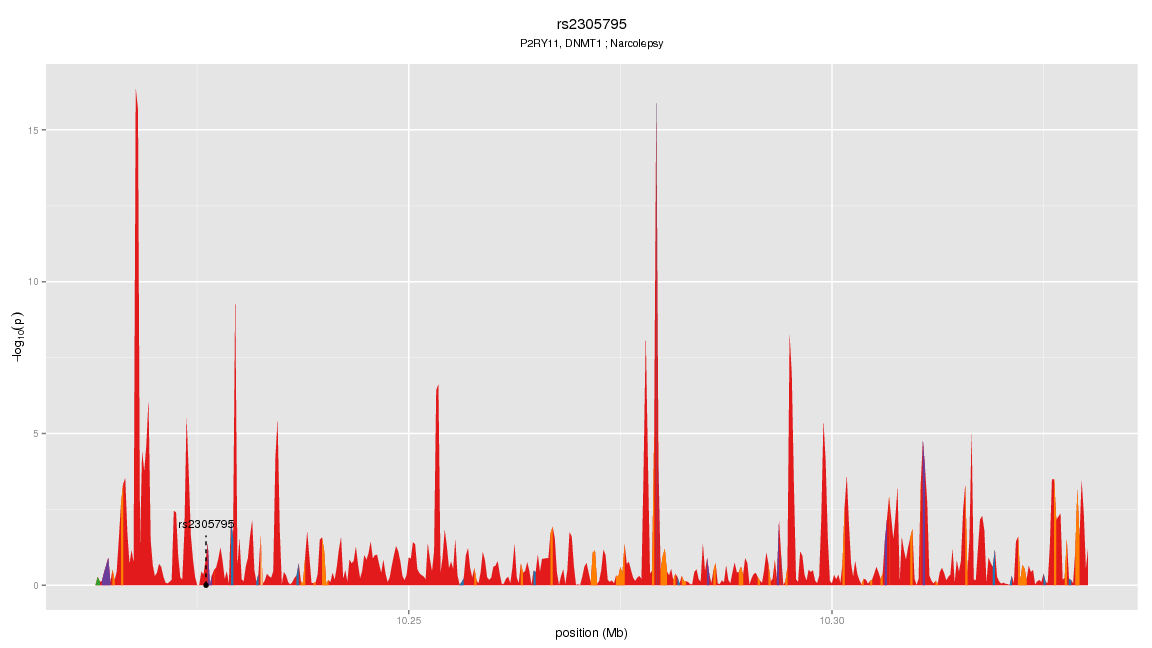 rs2305795
P2RY11, DNMT1 ; Narcolepsy
15
10
5
0
−log10(p)
rs2305795
10.25
10.30
position (Mb)